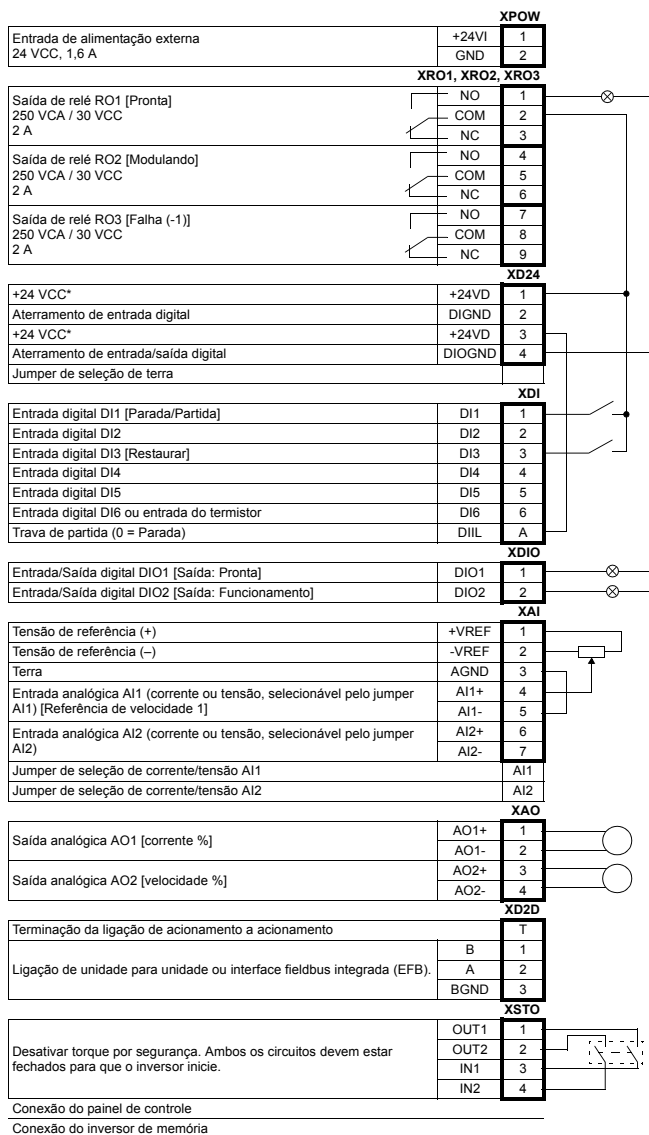 XPOW
Entrada de alimentação externa
24 VCC, 1,6 A
+24VI 1
GND 2
XRO1, XRO2, XRO3
Saída de relé RO1 [Pronta]
250 VCA / 30 VCC
2 A
NO 1
COM 2
NC 3
Saída de relé RO2 [Modulando]
250 VCA / 30 VCC
2 A
NO 4
COM 5
NC 6
Saída de relé RO3 [Falha (-1)]
250 VCA / 30 VCC
2 A
NO 7
COM 8
NC 9
XD24
+24 VCC* +24VD 1
Aterramento de entrada digital DIGND 2
+24 VCC* +24VD 3
Aterramento de entrada/saída digital DIOGND 4
Jumper de seleção de terra
XDI
Entrada digital DI1 [Parada/Partida] DI1 1
Entrada digital DI2 DI2 2
Entrada digital DI3 [Restaurar] DI3 3
Entrada digital DI4 DI4 4
Entrada digital DI5 DI5 5
Entrada digital DI6 ou entrada do termistor DI6 6
Trava de partida (0 = Parada) DIIL A
XDIO
Entrada/Saída digital DIO1 [Saída: Pronta] DIO1 1
Entrada/Saída digital DIO2 [Saída: Funcionamento] DIO2 2
XAI
Tensão de referência (+) +VREF 1
Tensão de referência (–) -VREF 2
Terra AGND 3
Entrada analógica AI1 (corrente ou tensão, selecionável pelo jumper
AI1) [Referência de velocidade 1]
AI1+ 4
AI1- 5
Entrada analógica AI2 (corrente ou tensão, selecionável pelo jumper
AI2)
AI2+ 6
AI2- 7
Jumper de seleção de corrente/tensão AI1 AI1
Jumper de seleção de corrente/tensão AI2 AI2
XAO
Saída analógica AO1 [corrente %]
AO1+ 1
AO1- 2
Saída analógica AO2 [velocidade %]
AO2+ 3
AO2- 4
XD2D
Terminação da ligação de acionamento a acionamento T
Ligação de unidade para unidade ou interface fieldbus integrada (EFB).
B 1
A 2
BGND 3
XSTO
Desativar torque por segurança. Ambos os circuitos devem estar
fechados para que o inversor inicie.
OUT1 1
OUT2 2
IN1 3
IN2 4
Conexão do painel de controle
Conexão do inversor de memória